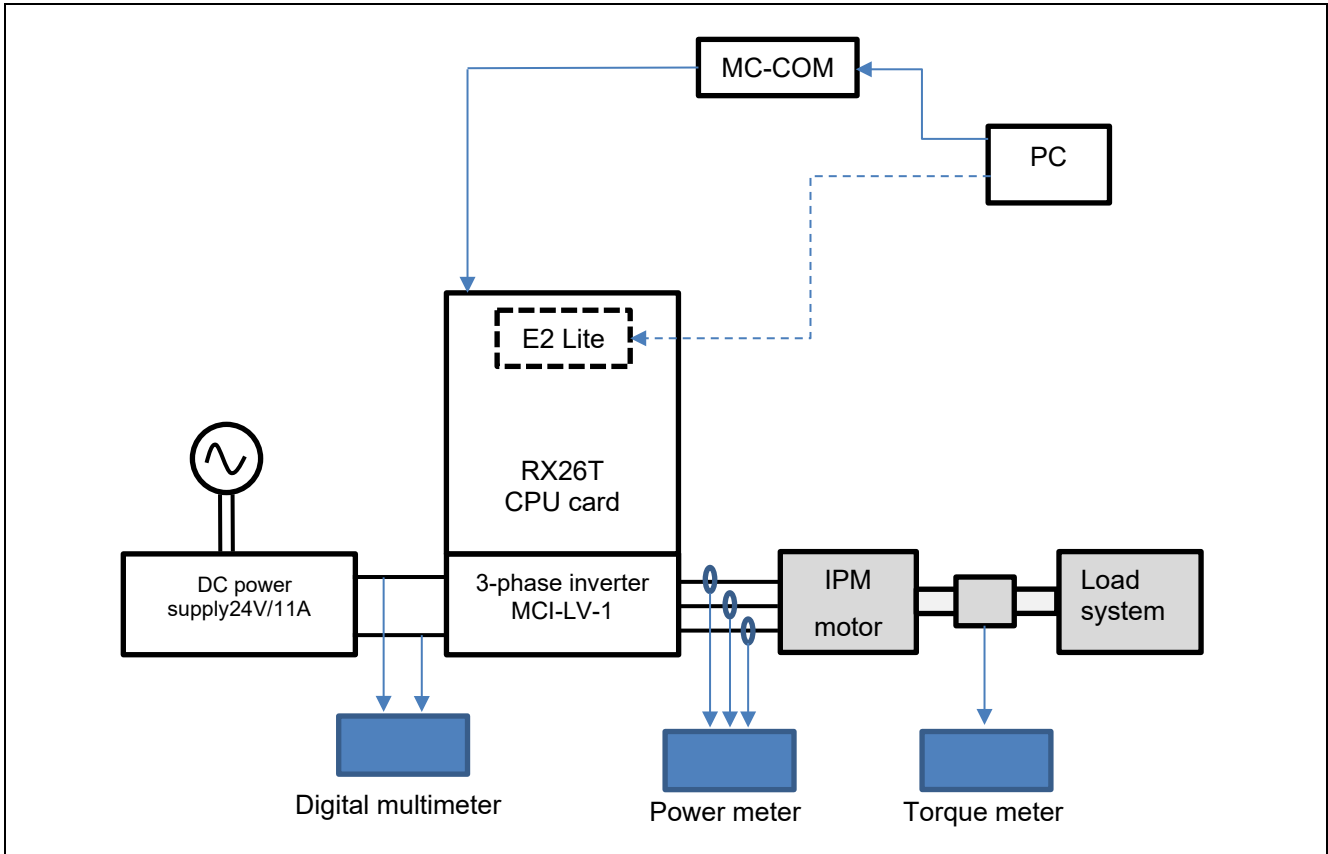 MC-COM
PC
E2 Lite
RX26T
CPU card
DC power
supply24V/11A
3-phase inverter
MCI-LV-1
IPM
motor
Load
system
Digital multimeter
Power meter
Torque meter